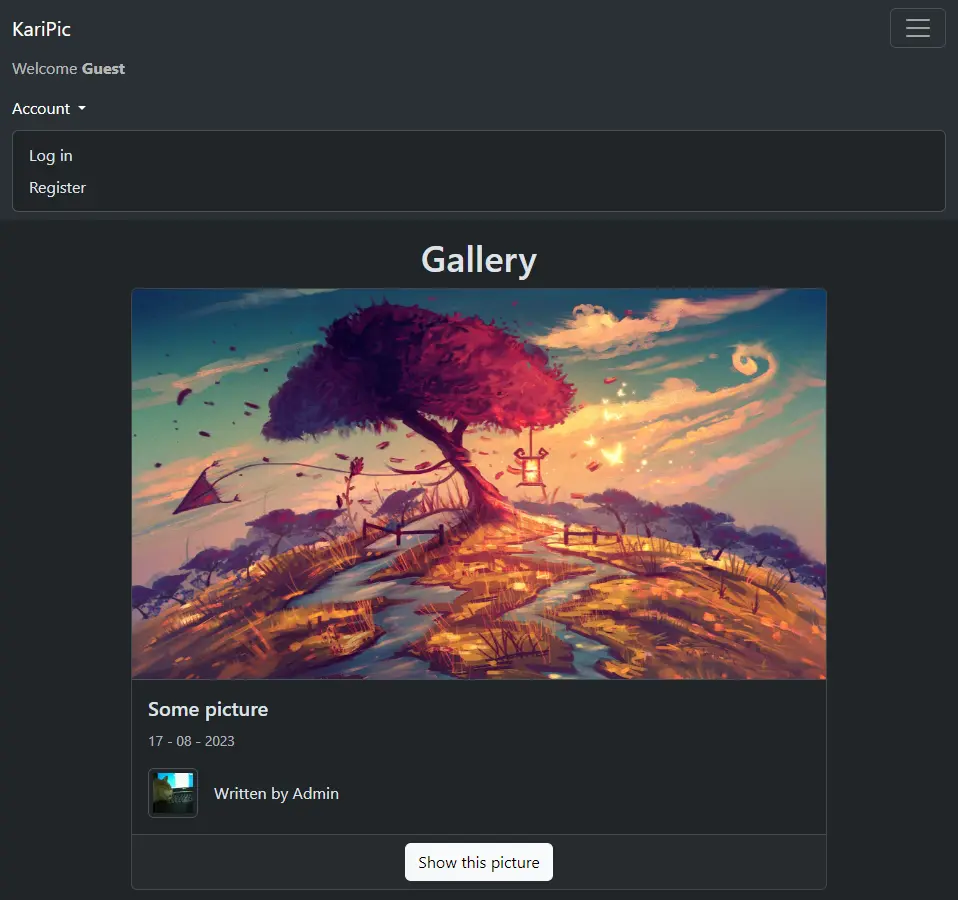 KariPic
Welcome Guest
Account
Log in
Register
Gallery
Some picture
17 - 08 - 2023
Written by Admin
Show this picture